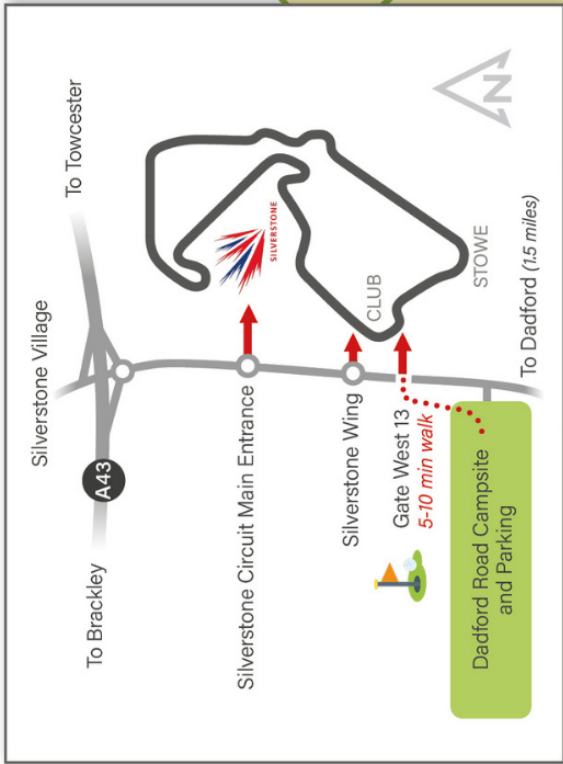 To Towcester
Silverstone Village
A43
To Brackley
SILVERSTONE
Silverstone Circuit Main Entrance
CLUB
STOWE
Silverstone Wing
Gate West 13
5-10 min walk
To Dadford (1.5 miles)
Dadford Road Campsite
and Parking
N